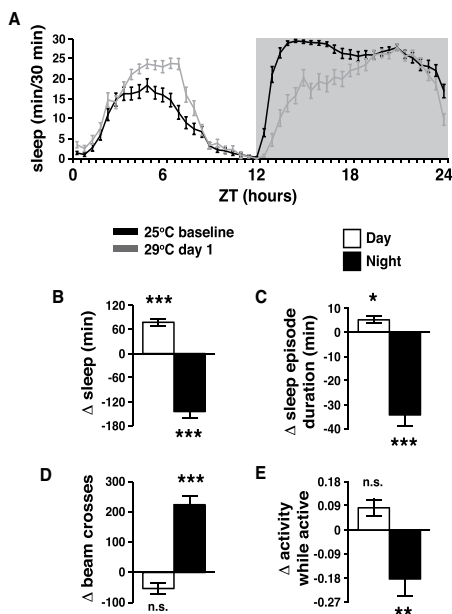 A
sleep (min/30 min)
30
25
20
15
10
5
0
0 6 12 18 24
ZT (hours)
25°C baseline
29°C day 1
Day
Night
B
Δ sleep (min)
120
60
0
-60
-120
-180
***
***
C
Δ sleep episode
duration (min)
10
0
-10
-20
-30
-40
*
***
D
Δ beam crosses
300
200
100
0
-100
***
n.s.
E
Δ activity
while active
0.18
0.09
0
-0.09
-0.18
-0.27
n.s.
**